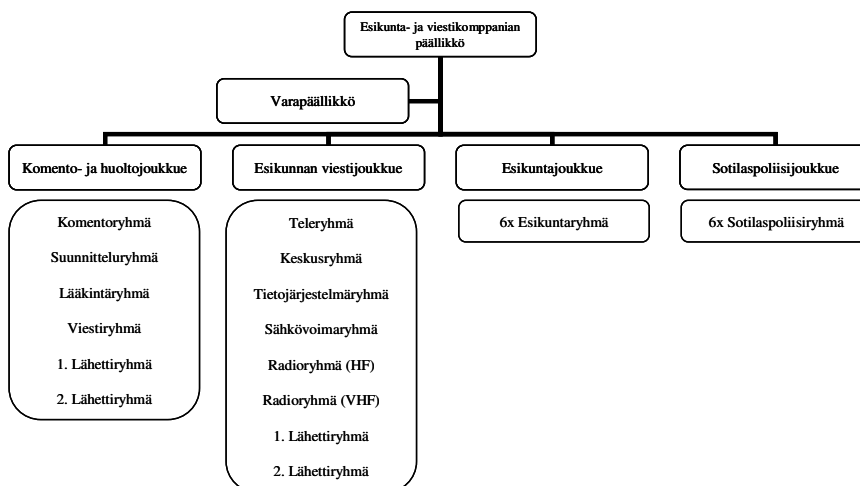 Esikunta- ja viestikomppanian
päällikkö
Varapäällikkö
Komento- ja huoltojoukkue
Esikunnan viestijoukkue
Esikuntajoukkue
Sotilaspoliisijoukkue
Komentoryhmä
Suunnitteluryhmä
Lääkintäryhmä
Viestiryhmä
1. Lähettiryhmä
2. Lähettiryhmä
Teleryhmä
Keskusryhmä
Tietojärjestelmäryhmä
Sähkövoimaryhmä
Radioryhmä (HF)
Radioryhmä (VHF)
1. Lähettiryhmä
2. Lähettiryhmä
6x Esikuntaryhmä
6x Sotilaspoliisiryhmä